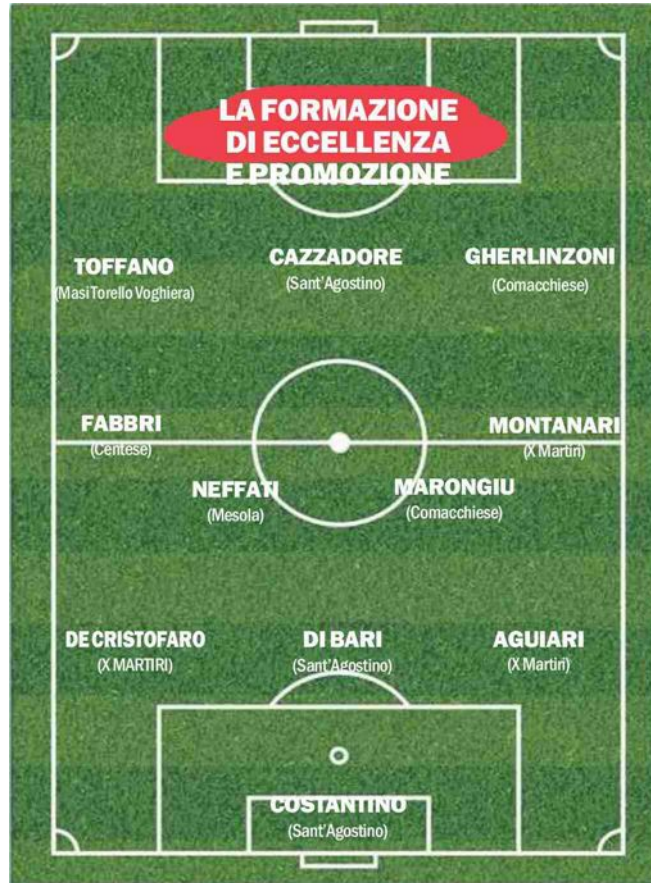 LA FORMAZIONE
DI ECCELLENZA
E PROMOZIONE
TOFFANO
(Masi Torello Voghiera)
CAZZADORE
(Sant'Agostino)
GHERLINZONI
(Comacchiese)
FABBRI
(Centese)
MONTANARI
(X Martiri)
NEFFATI
(Mesola)
MARONGIU
(Comacchiese)
DE CRISTOFARO
(X MARTIRI)
DI BARI
(Sant'Agostino)
AGUIARI
(X Martiri)
COSTANTINO
(Sant'Agostino)